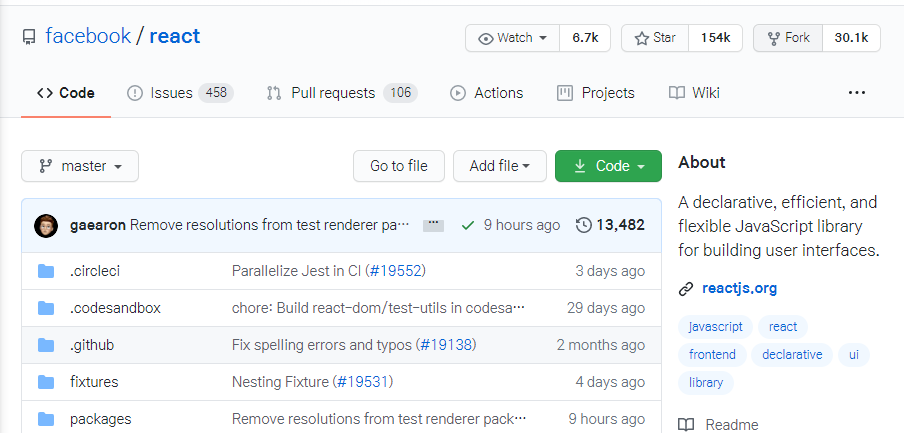 facebook / react
Watch 6.7k Star 154k Fork 30.1k
Code Issues 458 Pull requests 106 Actions Projects Wiki ...
master Go to file Add file Code
gaearon Remove resolutions from test renderer pa... ... 9 hours ago 13,482
.circleci Parallelize Jest in CI (#19552) 3 days ago
.codesandbox chore: Build react-dom/test-utils in codesa... 29 days ago
.github Fix spelling errors and typos (#19138) 2 months ago
fixtures Nesting Fixture (#19531) 4 days ago
packages Remove resolutions from test renderer pack... 9 hours ago
About
A declarative, efficient, and
flexible JavaScript library
for building user interfaces.
reactjs.org
javascript react
frontend declarative ui
library
Readme